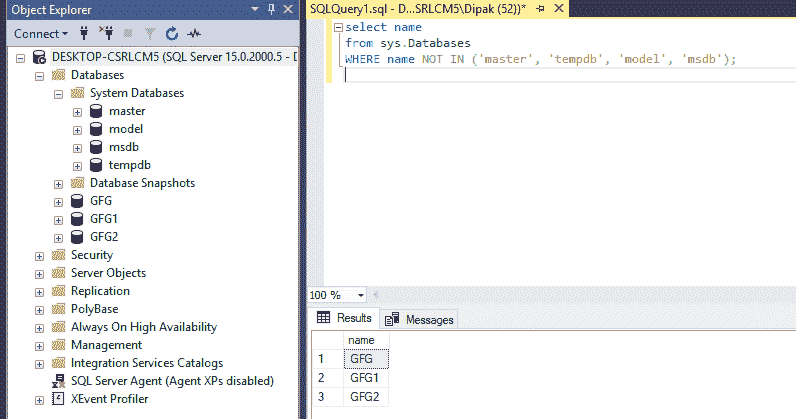 Object Explorer
Connect
DESKTOP-CSRLCM5 (SQL Server 15.0.2000.5 - D
Databases
System Databases
master
model
msdb
tempdb
Database Snapshots
GFG
GFG1
GFG2
Security
Server Objects
Replication
PolyBase
Always On High Availability
Management
Integration Services Catalogs
SQL Server Agent (Agent XPs disabled)
XEvent Profiler
SQLQuery1.sql - D...SRLCM5\Dipak (52))*
select name
from sys.Databases
WHERE name NOT IN ('master', 'tempdb', 'model', 'msdb');
100 %
Results Messages
name
1 GFG
2 GFG1
3 GFG2